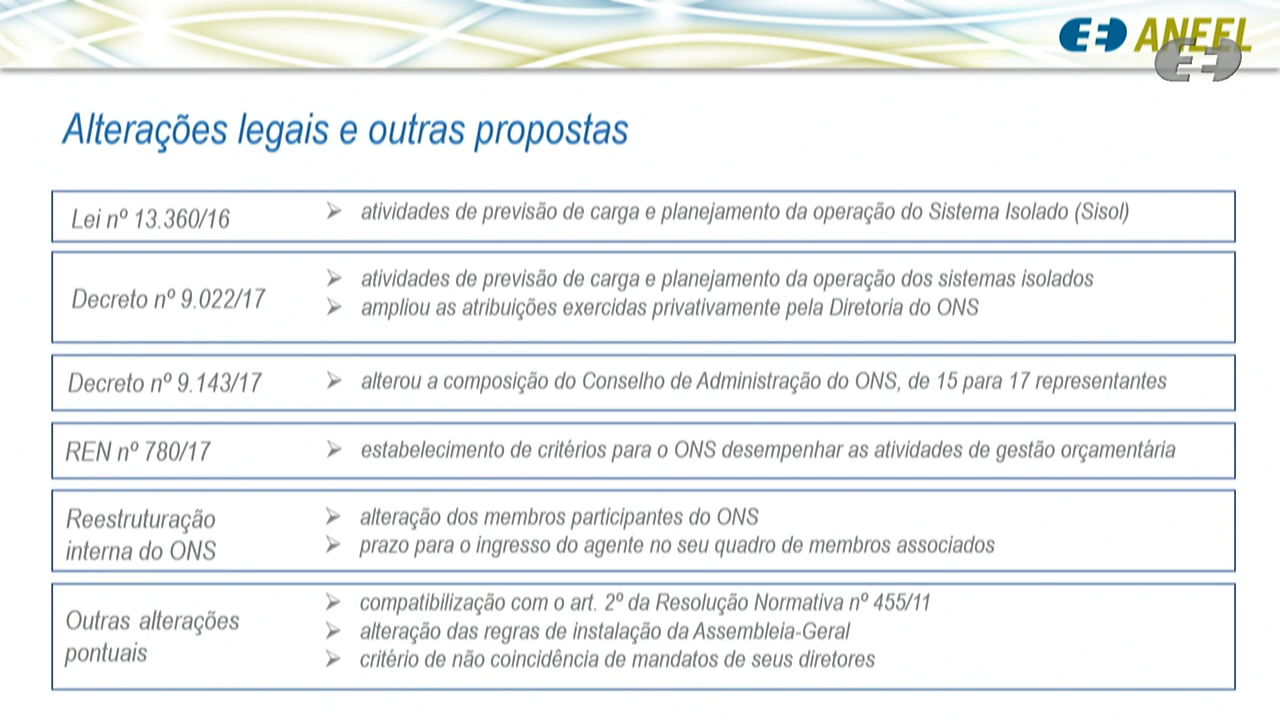 ANEEL
Alterações legais e outras propostas
Lei nº 13.360/16
➢ atividades de previsão de carga e planejamento da operação do Sistema Isolado (Sisol)
Decreto nº 9.022/17
➢ atividades de previsão de carga e planejamento da operação dos sistemas isolados
➢ ampliou as atribuições exercidas privativamente pela Diretoria do ONS
Decreto nº 9.143/17
➢ alterou a composição do Conselho de Administração do ONS, de 15 para 17 representantes
REN nº 780/17
➢ estabelecimento de critérios para o ONS desempenhar as atividades de gestão orçamentária
Reestruturação
interna do ONS
➢ alteração dos membros participantes do ONS
➢ prazo para o ingresso do agente no seu quadro de membros associados
Outras alterações
pontuais
➢ compatibilização com o art. 2º da Resolução Normativa nº 455/11
➢ alteração das regras de instalação da Assembleia-Geral
➢ critério de não coincidência de mandatos de seus diretores